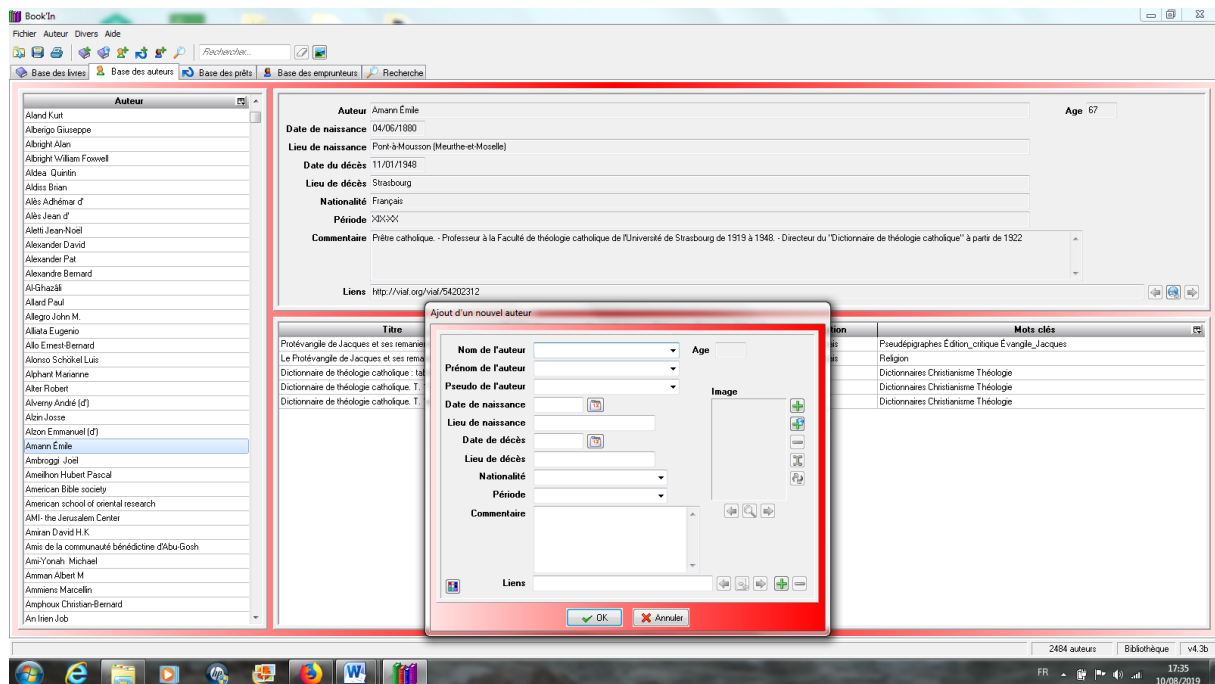 Book'In
Fichier Auteur Divers Aide
Rechercher...
Base des livres Base des auteurs Base des prêts Base des emprunteurs Recherche
Auteur
Aland Kurt
Alberigo Giuseppe
Albright Alan
Albright William Foxwell
Aldea Quintin
Aldiss Brian
Alès Adhémar d'
Alès Jean d'
Aletti Jean-Noël
Alexander David
Alexander Pat
Alexandre Bernard
Al-Ghazâli
Allard Paul
Allegro John M.
Alliata Eugenio
Allo Ernest-Bernard
Alonso Schökel Luis
Alphant Marianne
Alter Robert
Alverny André (d')
Alzin Josse
Alzon Emmanuel (d')
Amann Émile
Ambroggi Joël
Ameilhon Hubert Pascal
American Bible society
American school of oriental research
AMI- the Jerusalem Center
Amiran David H.K
Amis de la communauté bénédictine d'Abu-Gosh
Ami-Yonah Michael
Amman Albert M
Ammiens Marcellin
Amphoux Christian-Bernard
An Irien Job
Auteur Amann Émile Age 67
Date de naissance 04/06/1880
Lieu de naissance Pont-à-Mousson (Meurthe-et-Moselle)
Date du décès 11/01/1948
Lieu de décès Strasbourg
Nationalité Français
Période XIX-XX
Commentaire Prêtre catholique. - Professeur à la Faculté de théologie catholique de l'Université de Strasbourg de 1919 à 1948. - Directeur du "Dictionnaire de théologie catholique" à partir de 1922
Liens http://viaf.org/viaf/54202312
Titre tion Mots clés
Protévangile de Jacques et ses remanie Pseudépigraphes Édition_critique Évangile_Jacques
Le Protévangile de Jacques et ses rema Religion
Dictionnaire de théologie catholique : tab Dictionnaires Christianisme Théologie
Dictionnaire de théologie catholique. T. Dictionnaires Christianisme Théologie
Dictionnaire de théologie catholique. T. Dictionnaires Christianisme Théologie
Ajout d'un nouvel auteur
Nom de l'auteur Age
Prénom de l'auteur
Pseudo de l'auteur Image
Date de naissance
Lieu de naissance
Date de décès
Lieu de décès
Nationalité
Période
Commentaire
Liens
OK Annuler
2484 auteurs Bibliothèque v4.3b
FR 17:35
10/08/2019